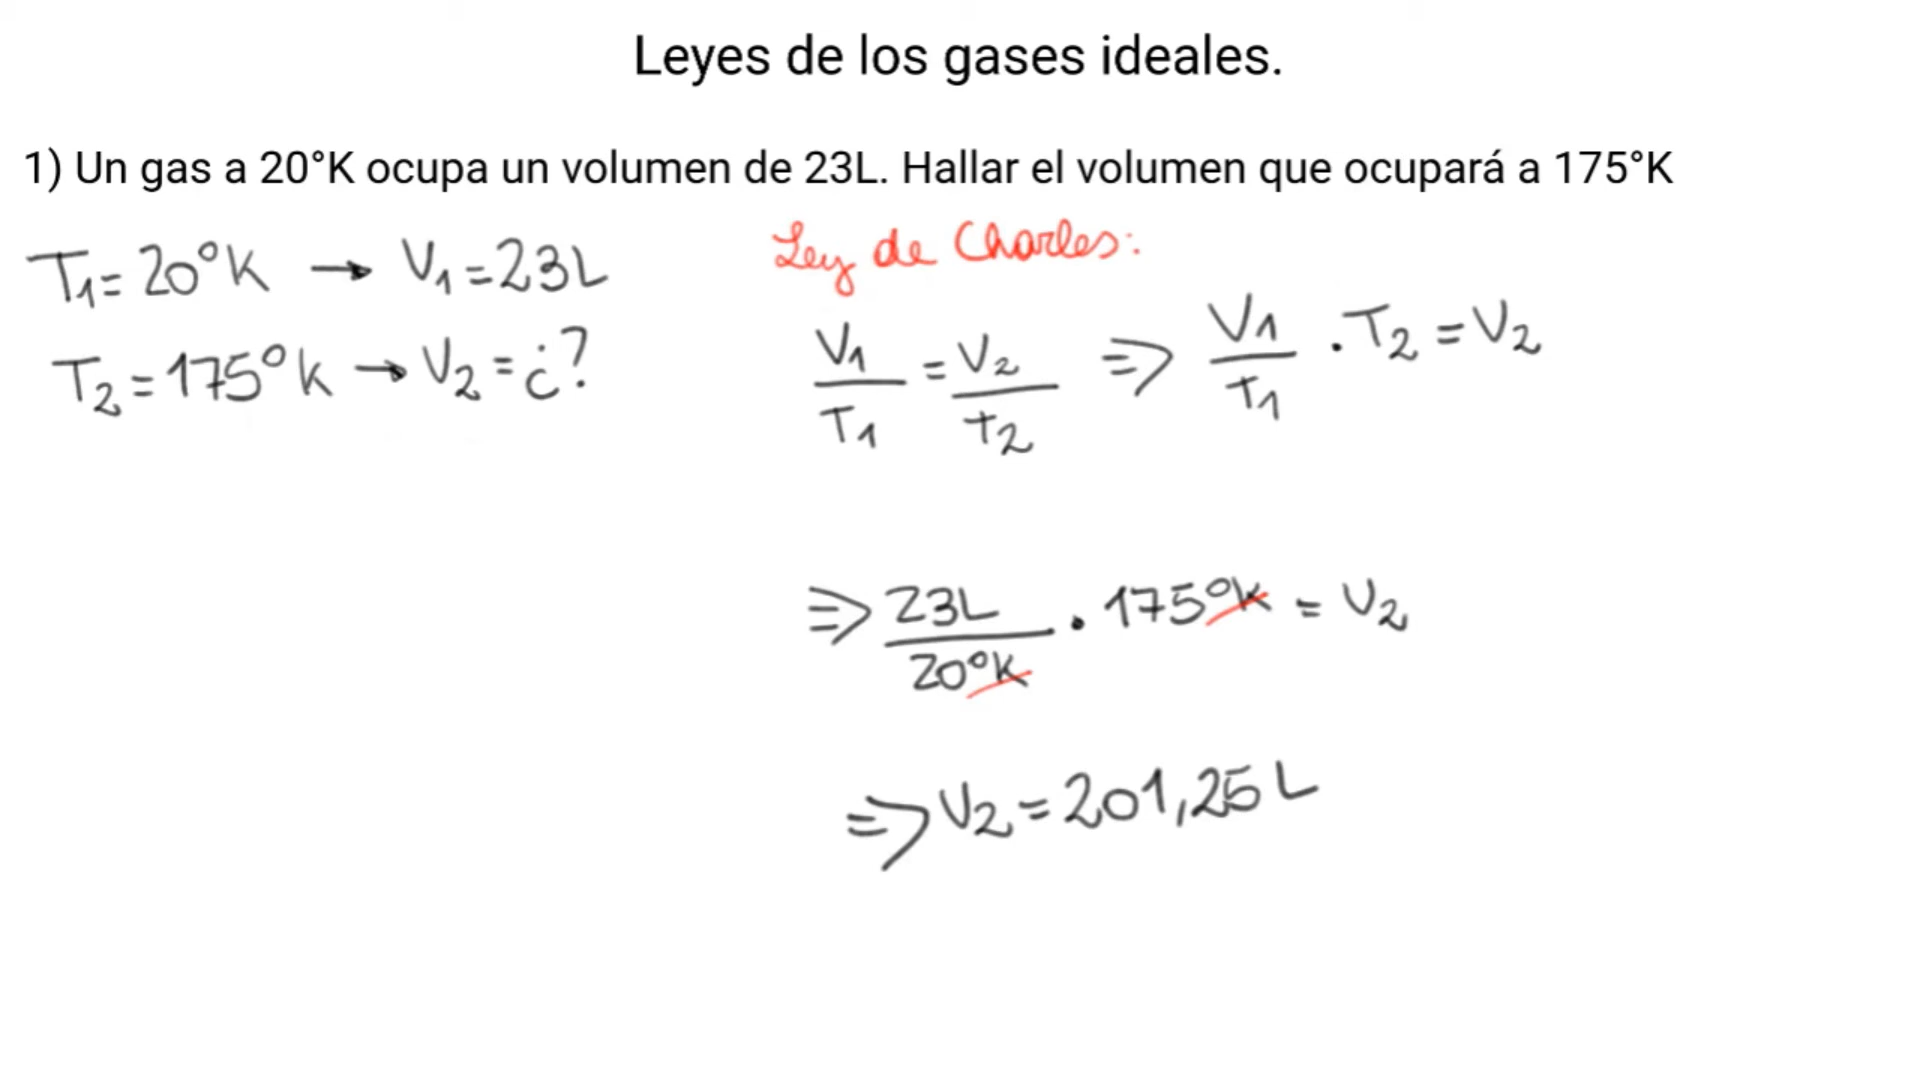 Leyes de los gases ideales.
1) Un gas a 20°K ocupa un volumen de 23L. Hallar el volumen que ocupará a 175°K
T₁ = 20°K → V₁ = 23L
T₂ = 175°k → V₂ = ¿?
Ley de Charles:
V₁/T₁ = V₂/t₂ ⇒ V₁/T₁ . T₂ = V₂
⇒ 23L/20°K . 175°k = V₂
⇒ V₂ = 201,25 L